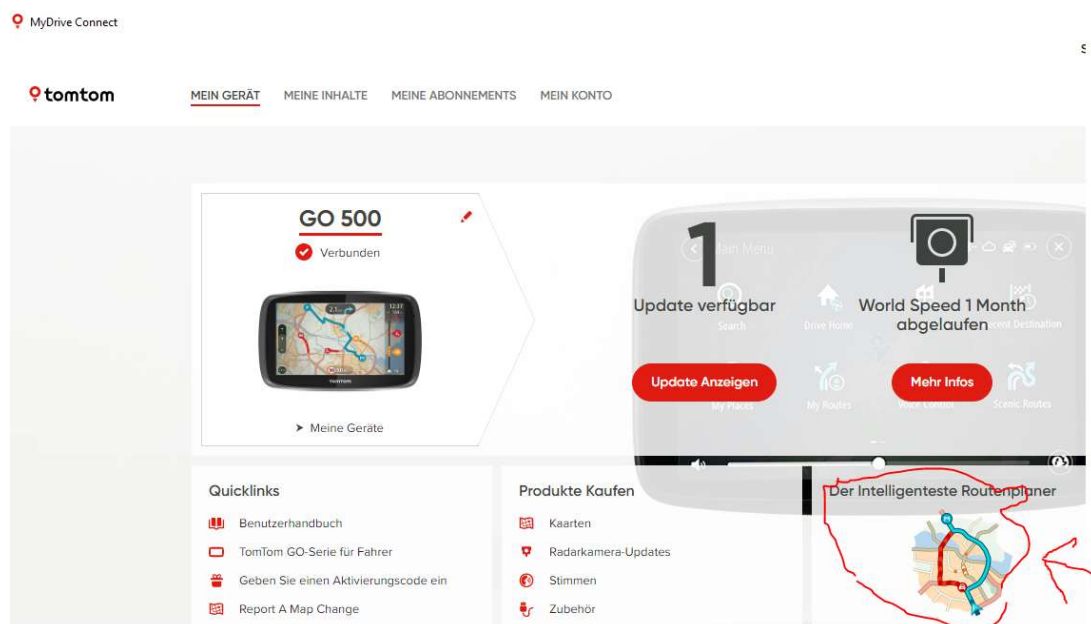 MyDrive Connect
S
tomtom
MEIN GERÄT MEINE INHALTE MEINE ABONNEMENTS MEIN KONTO
GO 500
Verbunden
Meine Geräte
1
Update verfügbar
Update Anzeigen
World Speed 1 Month
abgelaufen
Mehr Infos
Main Menu
Search
Drive Home
Recent Destination
My Places
My Routes
Voice Control
Scenic Routes
Quicklinks
Benutzerhandbuch
TomTom GO-Serie für Fahrer
Geben Sie einen Aktivierungscode ein
Report A Map Change
Produkte Kaufen
Kaarten
Radarkamera-Updates
Stimmen
Zubehör
Der Intelligenteste Routenplaner